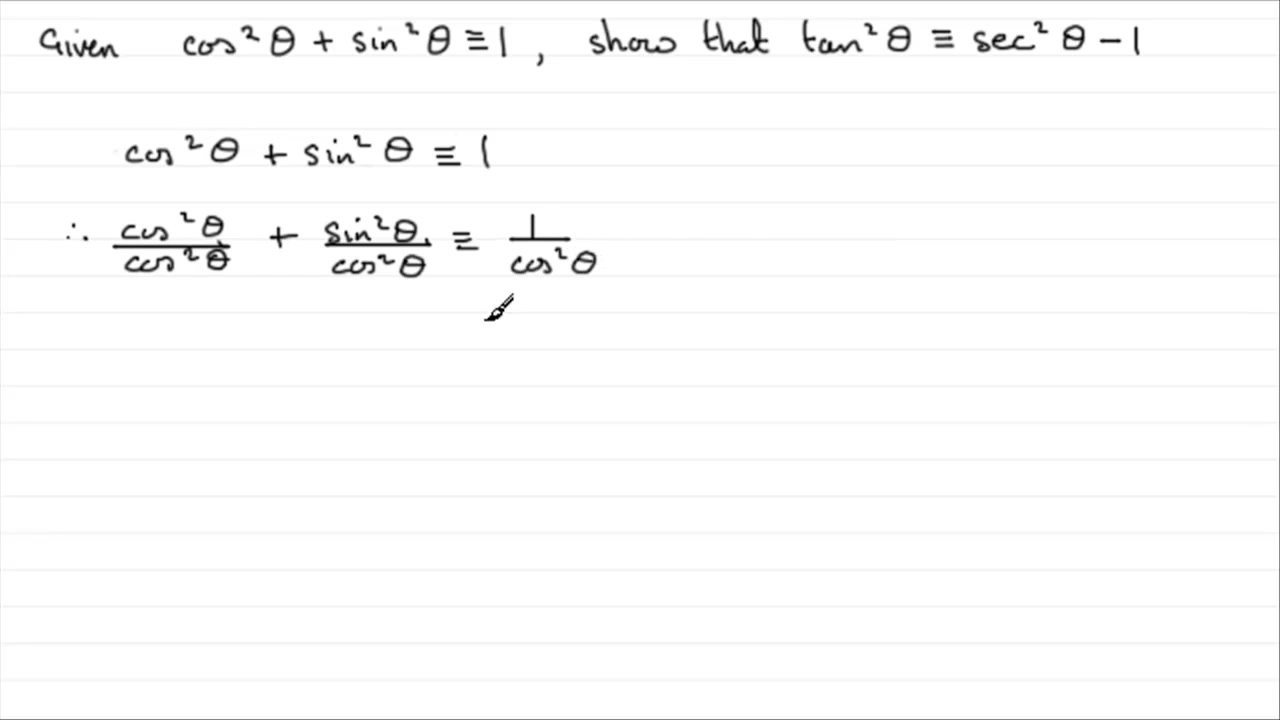 Given cos²θ + sin²θ ≡ 1, show that tan²θ ≡ sec²θ − 1
cos²θ + sin²θ ≡ 1
∴ cos²θ/cos²θ + sin²θ/cos²θ ≡ 1/cos²θ